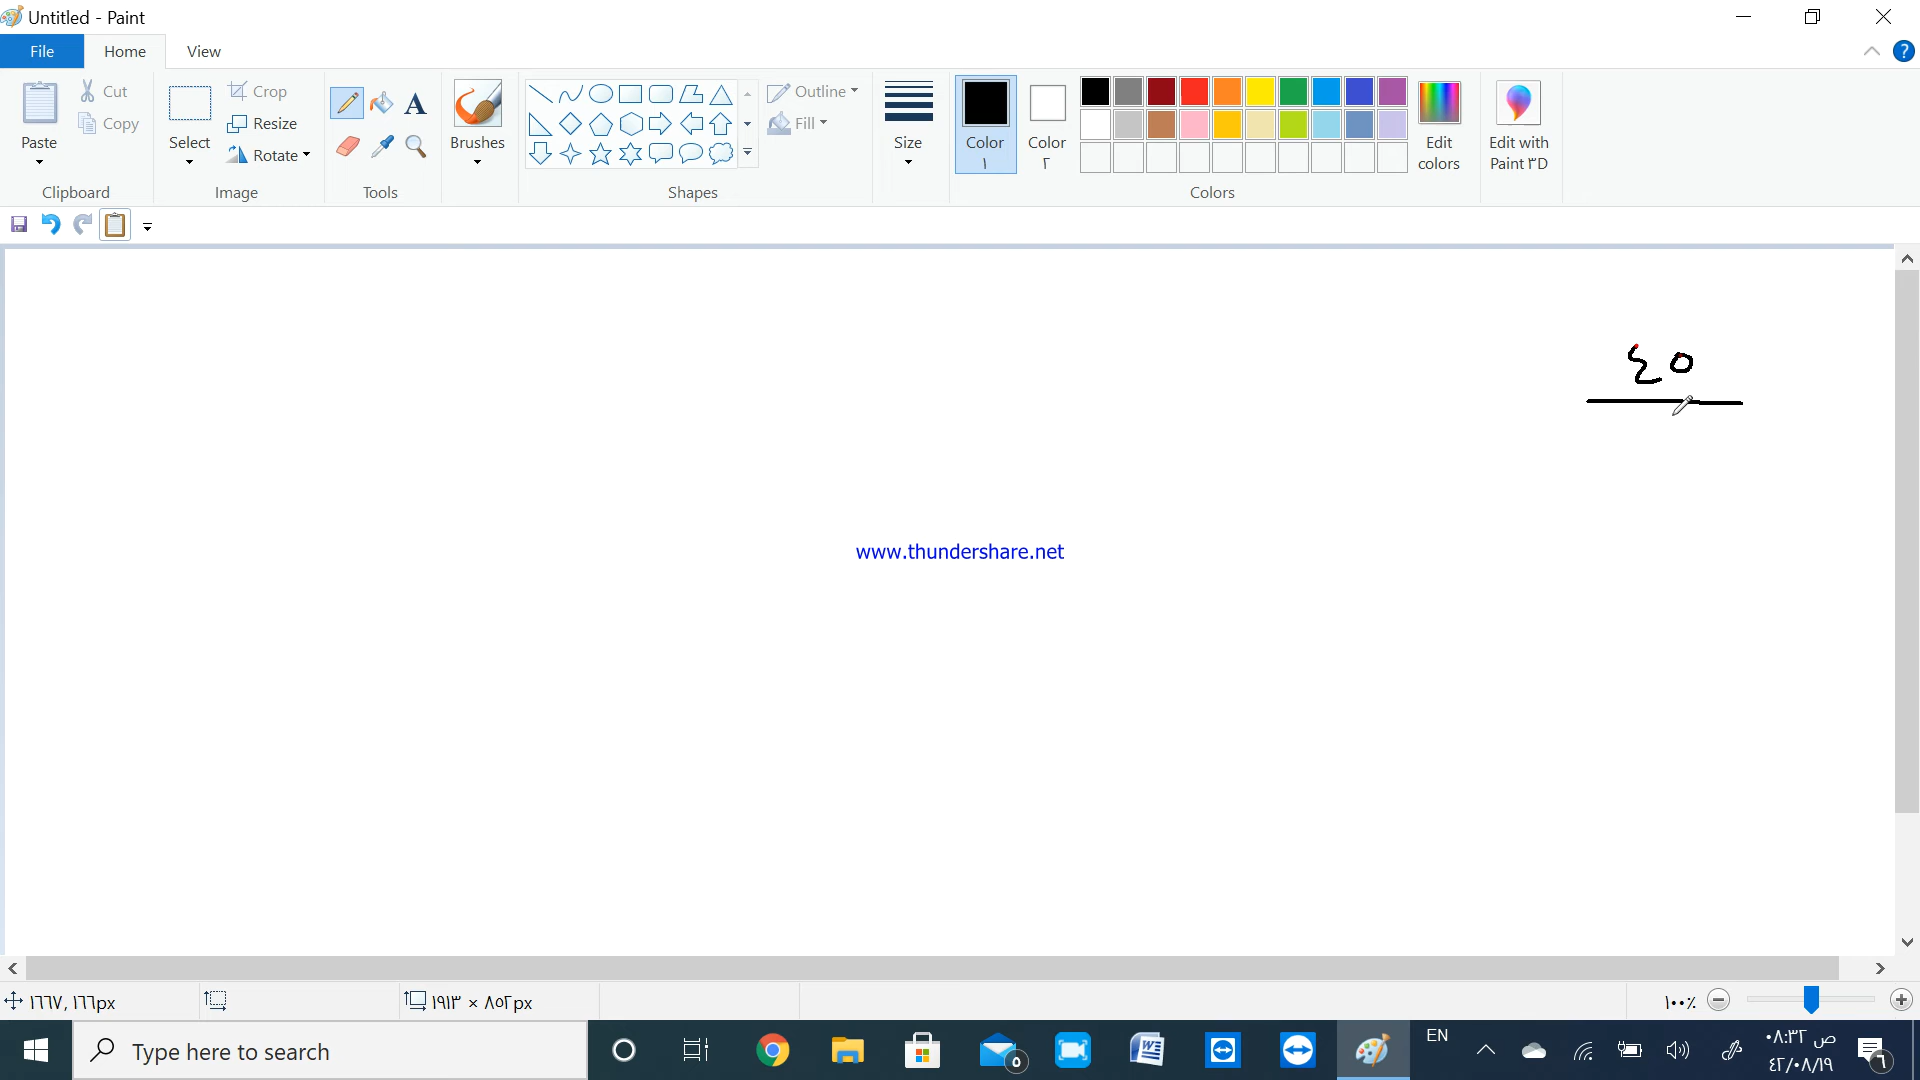 Untitled - Paint
File Home View
Paste
Cut
Copy
Clipboard
Select
Crop
Resize
Rotate
Image
Tools
Brushes
Shapes
Outline
Fill
Size
Color ١
Color ٢
Colors
Edit colors
Edit with Paint ٣D
٤٥
www.thundershare.net
١٦٦٧, ١٦٦px
١٩١٣ × ٨٥٢px
١٠٠٪
Type here to search
٥
EN
٠٨:٣٢ ص
٤٢/٠٨/١٩
٦